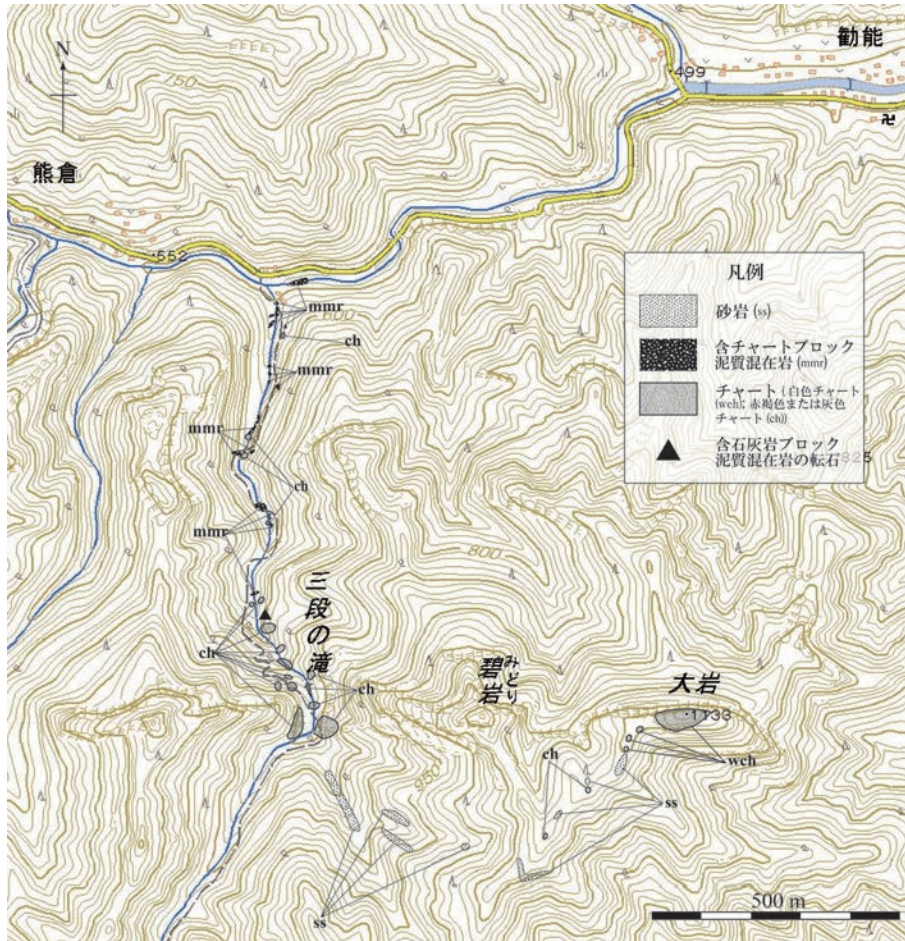 勧能
499
N
750
熊倉
552
凡例
砂岩 (ss)
含チャートブロック
泥質混在岩 (mmr)
チャート (白色チャート
(wch); 赤褐色または灰色
チャート (ch))
含石灰岩ブロック
泥質混在岩の転石
825
mmr
600
ch
mmr
mmr
ch
mmr
800
三段の滝
ch
ch
碧岩
みどり
大岩
1133
wch
950
ch
ss
ss
500 m